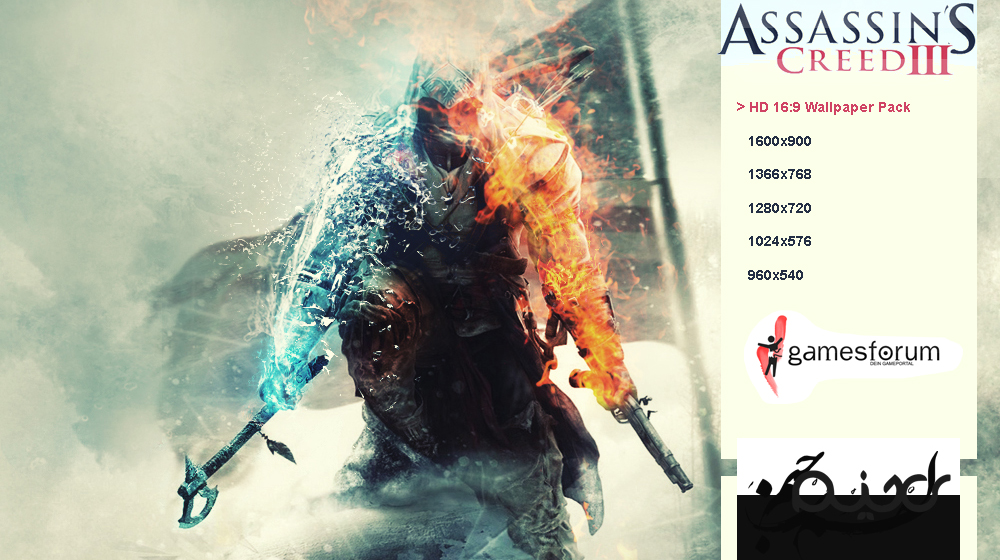 ASSASSIN'S
CREED III
> HD 16:9 Wallpaper Pack
1600x900
1366x768
1280x720
1024x576
960x540
gamesforum
DEIN GAMEPORTAL